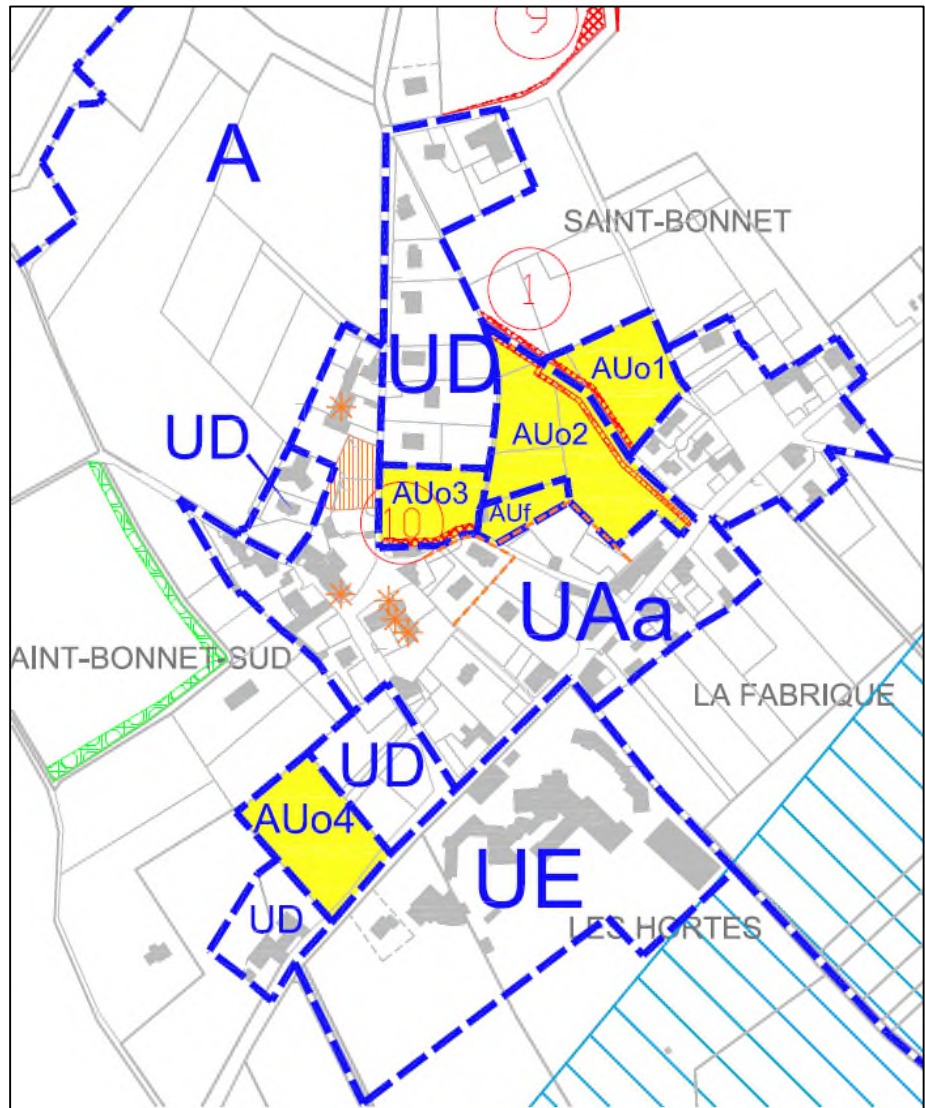 9
A
SAINT-BONNET
1
UD
AUo1
UD
AUo2
AUo3
AUf
10
UAa
AINT-BONNET-SUD
LA FABRIQUE
UD
AUo4
UE
UD
LES HORTES